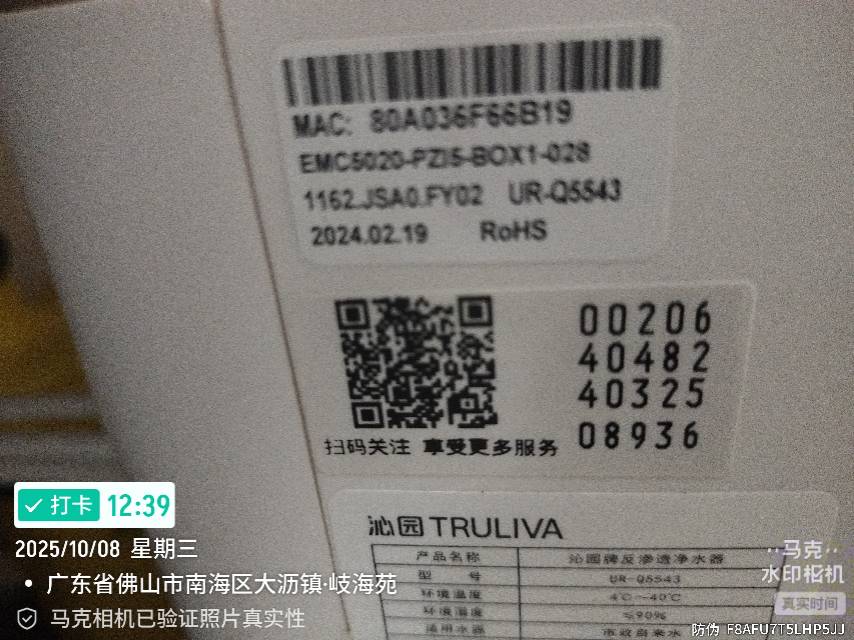 MAC: 80A036F66B19
EMC5020-PZI5-BOX1-028
1162.JSA0.FY02 UR-Q5543
2024.02.19 RoHS
00206
40482
40325
08936
扫码关注 享受更多服务
沁园 TRULIVA
产品名称 沁园牌反渗透净水器
型 号 UR-Q5543
环境温度 4℃~40℃
环境湿度 ≤90%
适用水源 市政自来水
打卡 12:39
2025/10/08 星期三
广东省佛山市南海区大沥镇·岐海苑
马克相机已验证照片真实性
马克
水印相机
真实时间
防伪 F8AFU7T5LHP5JJ